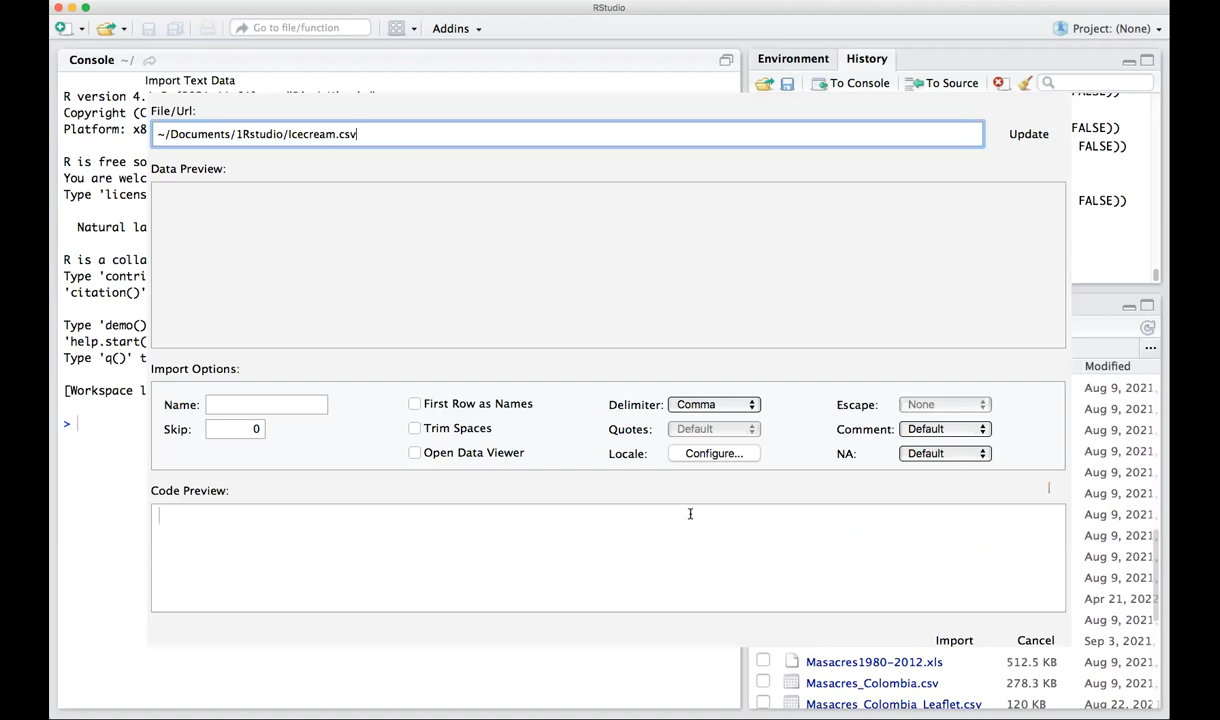 RStudio
Go to file/function
Addins
Project: (None)
Console ~/
Environment
History
Import Text Data
To Console
To Source
R version 4.
File/Url:
Copyright (C
FALSE))
Platform: x8
~/Documents/1Rstudio/Icecream.csv
Update
FALSE))
R is free so
Data Preview:
You are welc
Type 'licens
FALSE))
Natural la
R is a colla
Type 'contri
'citation()'
Type 'demo()
'help.start(
Type 'q()' t
...
Import Options:
Modified
[Workspace l
Aug 9, 2021,
Name:
First Row as Names
Delimiter:
Comma
Escape:
None
Aug 9, 2021,
Skip:
0
Trim Spaces
Quotes:
Default
Comment:
Default
Aug 9, 2021,
>
Open Data Viewer
Locale:
Configure...
NA:
Default
Aug 9, 2021,
Aug 9, 2021,
Code Preview:
Aug 9, 2021,
Aug 9, 2021,
Aug 9, 2021,
Aug 9, 2021,
Aug 9, 2021,
Apr 21, 2022
Aug 9, 2021,
Import
Cancel
Sep 3, 2021,
Masacres1980-2012.xls
512.5 KB
Aug 9, 2021,
Masacres_Colombia.csv
278.3 KB
Aug 9, 2021,
Masacres_Colombia_Leaflet.csv
120 KB
Aug 22, 202